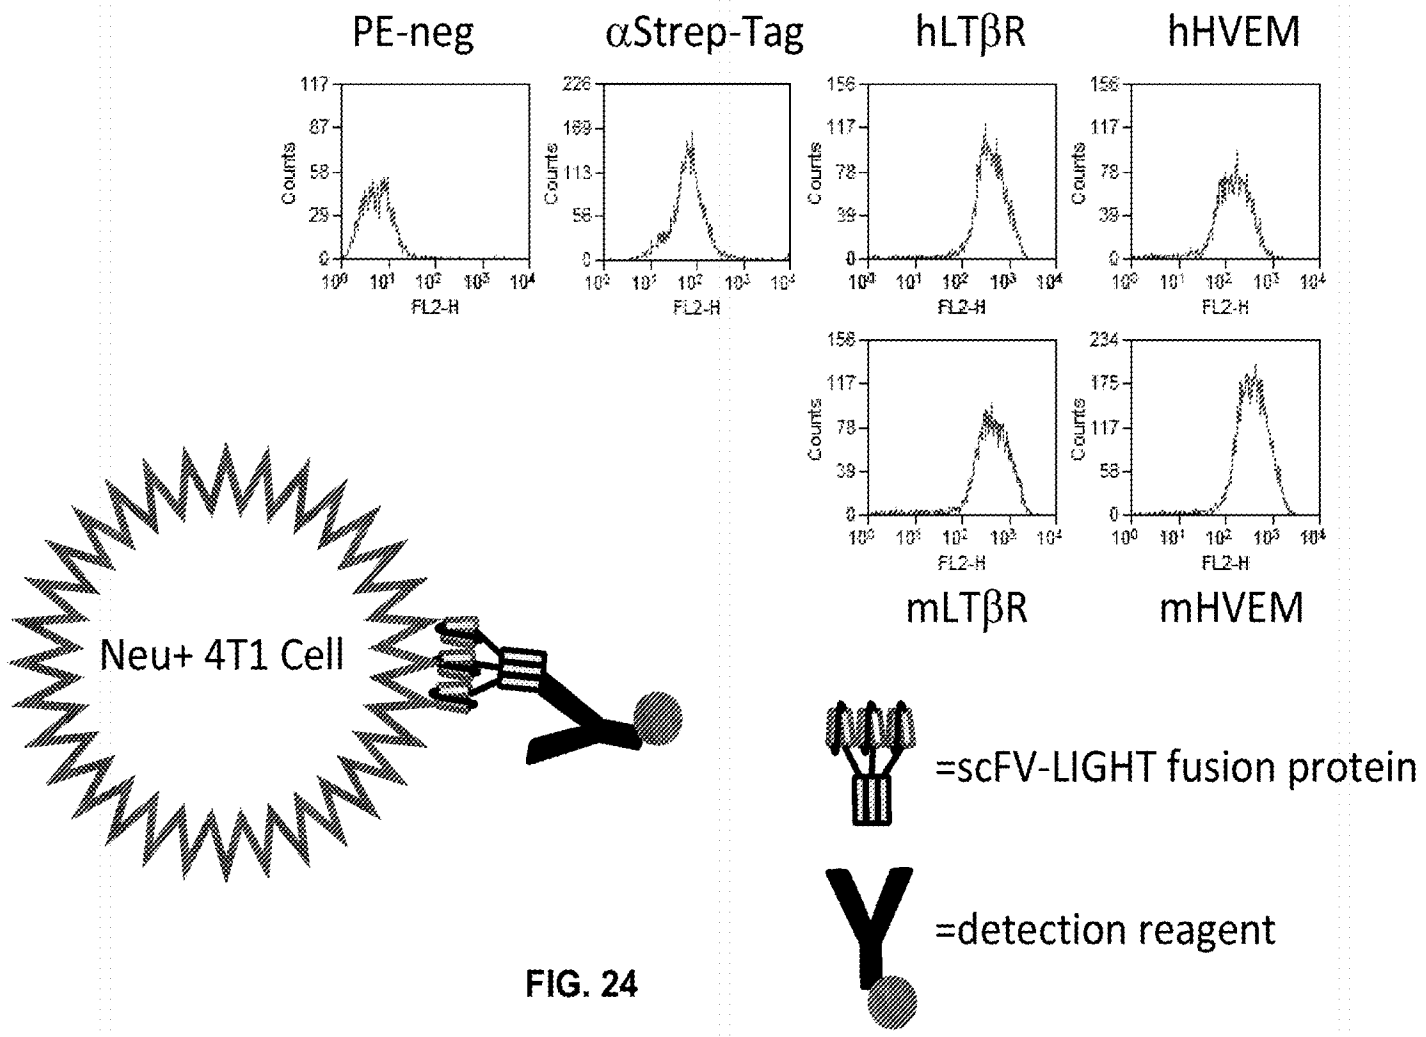 PE-neg
αStrep-Tag
hLTβR
hHVEM
117
87
58
29
0
Counts
10⁰ 10¹ 10² 10³ 10⁴
FL2-H
226
169
113
56
0
Counts
10¹ 10² 10³ 10⁴
FL2-H
156
117
78
39
0
Counts
10⁰ 10¹ 10² 10³ 10⁴
FL2-H
156
117
78
39
0
Counts
10⁰ 10¹ 10² 10³ 10⁴
FL2-H
156
117
78
39
0
Counts
10⁰ 10¹ 10² 10³ 10⁴
FL2-H
234
175
117
58
0
Counts
10⁰ 10¹ 10² 10³ 10⁴
FL2-H
mLTβR
mHVEM
Neu+ 4T1 Cell
=scFV-LIGHT fusion protein
=detection reagent
FIG. 24